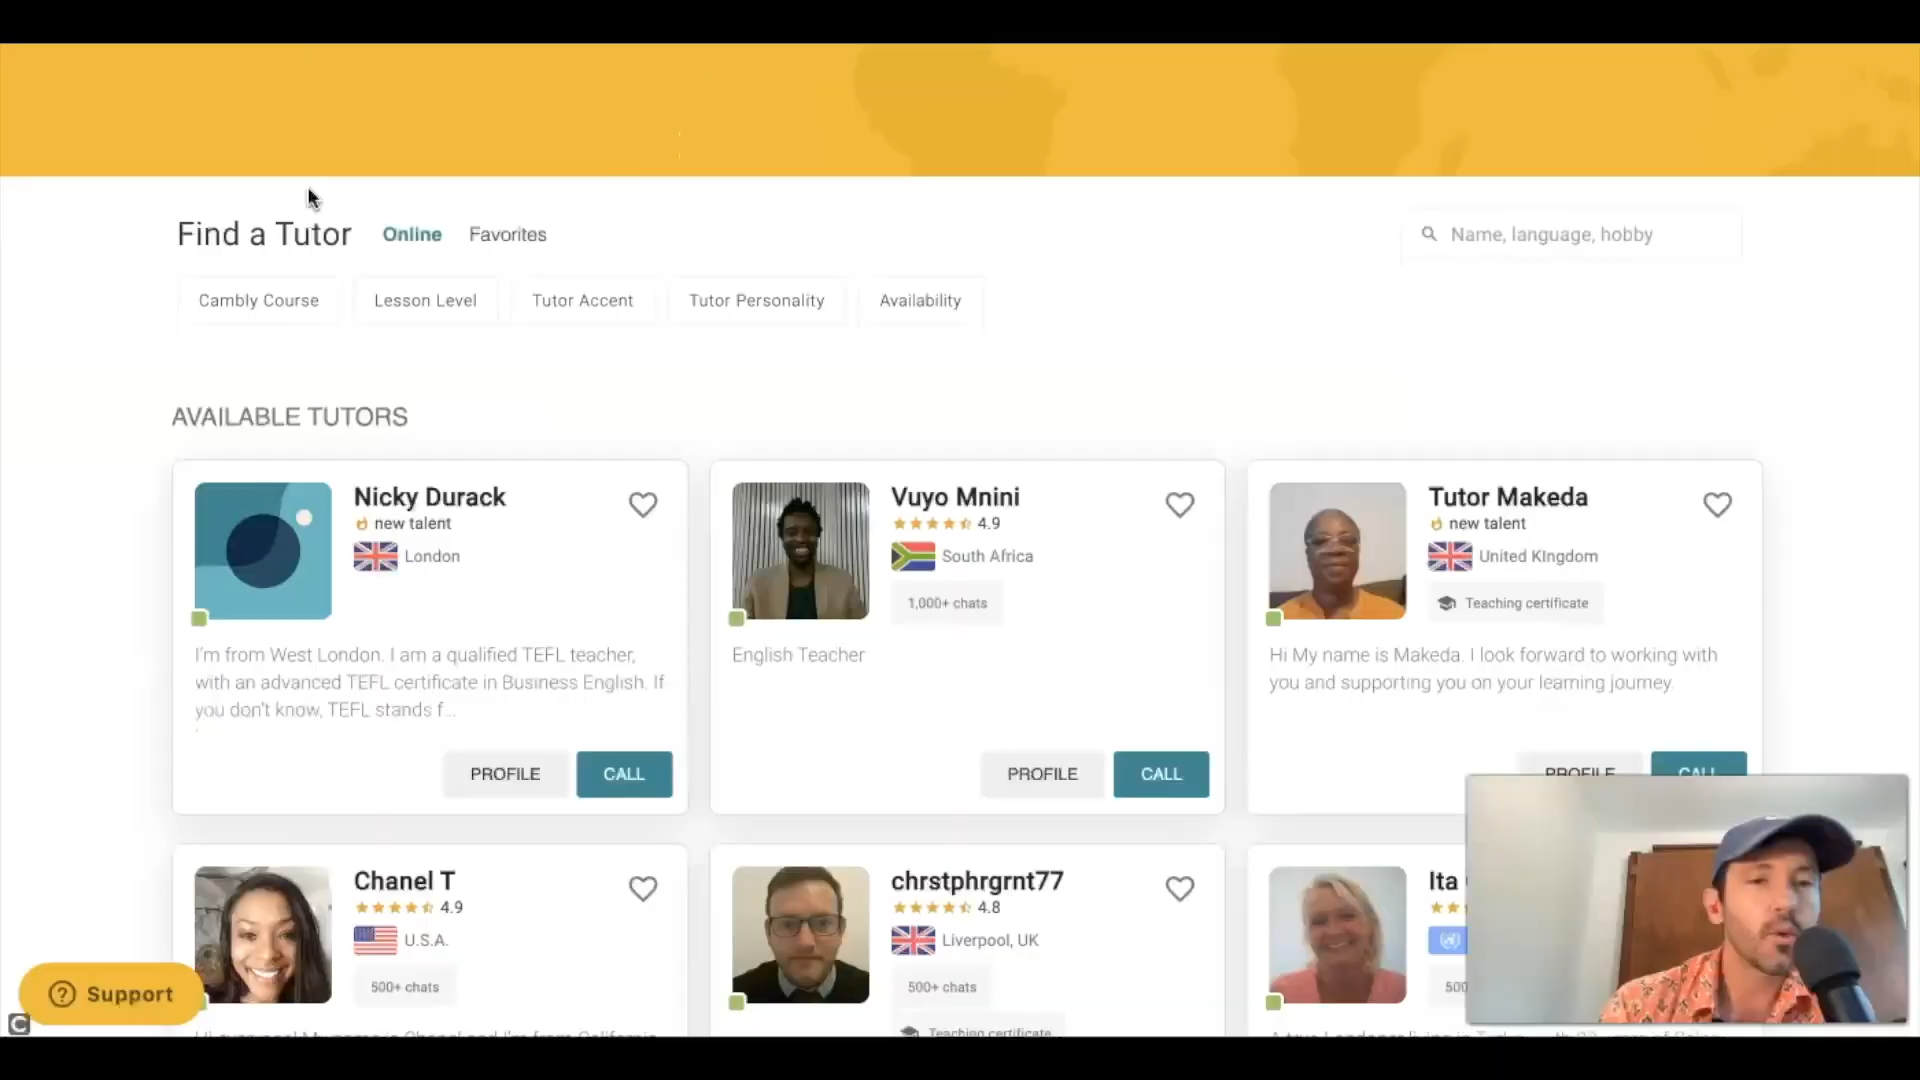 Find a Tutor
Online
Favorites
Name, language, hobby
Cambly Course
Lesson Level
Tutor Accent
Tutor Personality
Availability
AVAILABLE TUTORS
Nicky Durack
new talent
London
I'm from West London. I am a qualified TEFL teacher,
with an advanced TEFL certificate in Business English. If
you don't know, TEFL stands f...
PROFILE
CALL
Vuyo Mnini
4.9
South Africa
1,000+ chats
English Teacher
PROFILE
CALL
Tutor Makeda
new talent
United KIngdom
Teaching certificate
Hi My name is Makeda. I look forward to working with
you and supporting you on your learning journey.
PROFILE
CALL
Chanel T
4.9
U.S.A.
500+ chats
chrstphrgrnt77
4.8
Liverpool, UK
500+ chats
Teaching certificate
Ita
500
Support